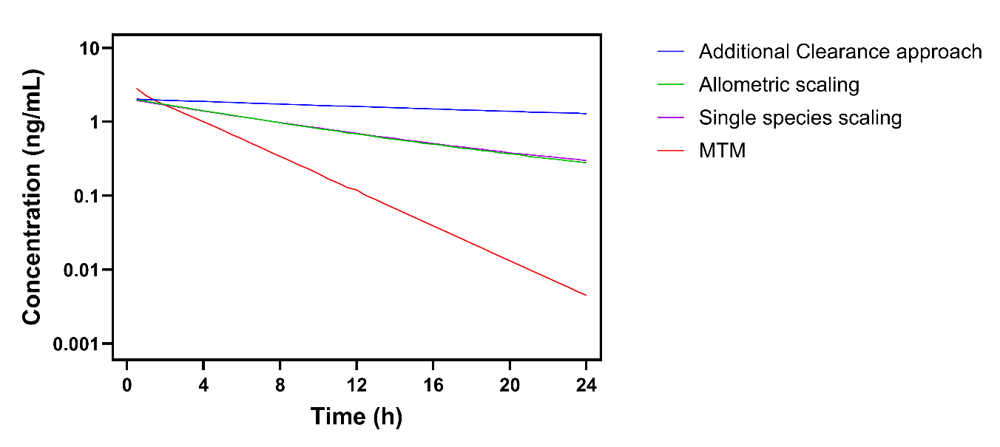 Concentration (ng/mL)
10
1
0.1
0.01
0.001
0 4 8 12 16 20 24
Time (h)
Additional Clearance approach
Allometric scaling
Single species scaling
MTM